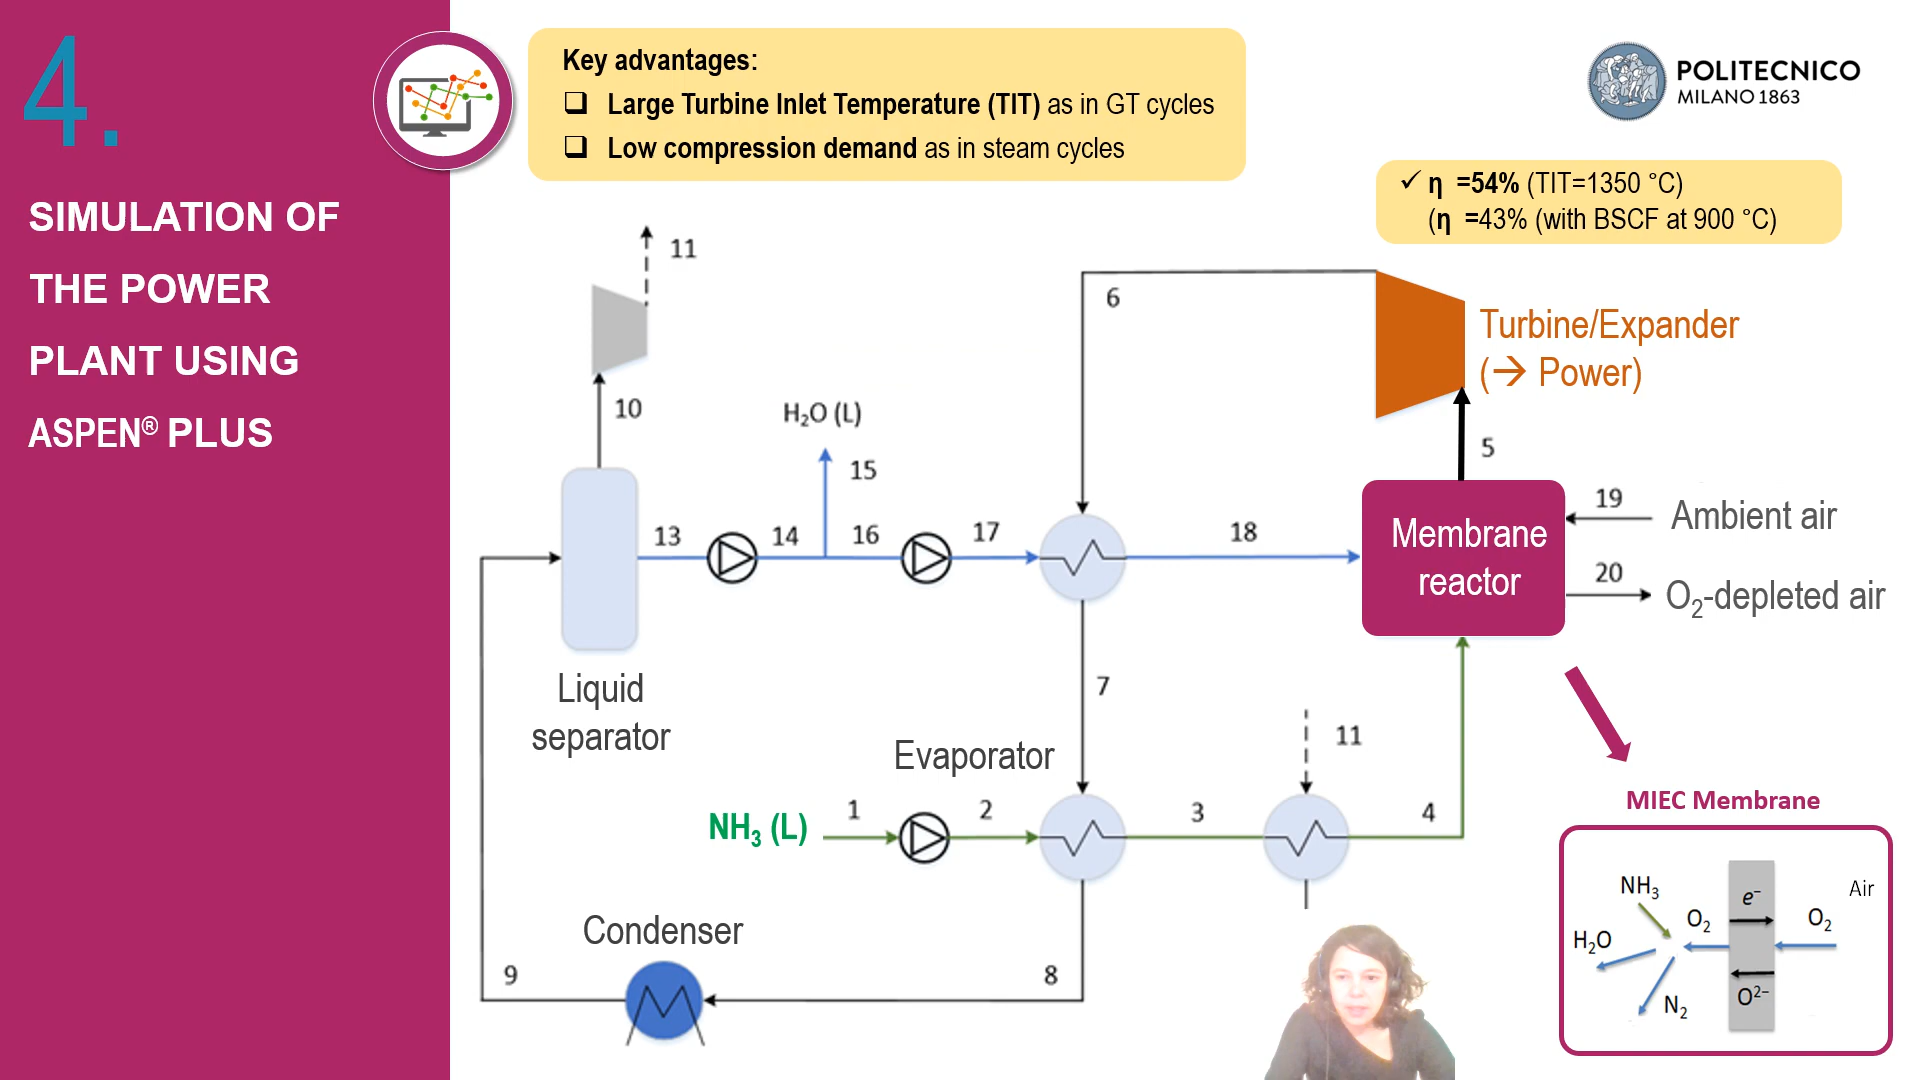 4.
SIMULATION OF
THE POWER
PLANT USING
ASPEN® PLUS
Key advantages:
❑ Large Turbine Inlet Temperature (TIT) as in GT cycles
❑ Low compression demand as in steam cycles
POLITECNICO
MILANO 1863
✓ η =54% (TIT=1350 °C)
(η =43% (with BSCF at 900 °C)
11
10
H₂O (L)
15
13
14
16
17
18
6
Turbine/Expander
(→ Power)
5
Membrane
reactor
19
Ambient air
20
O₂-depleted air
Liquid
separator
7
Evaporator
11
NH₃ (L)
1
2
3
4
Condenser
9
8
MIEC Membrane
NH₃
O₂
e⁻
O₂
Air
H₂O
N₂
O²⁻